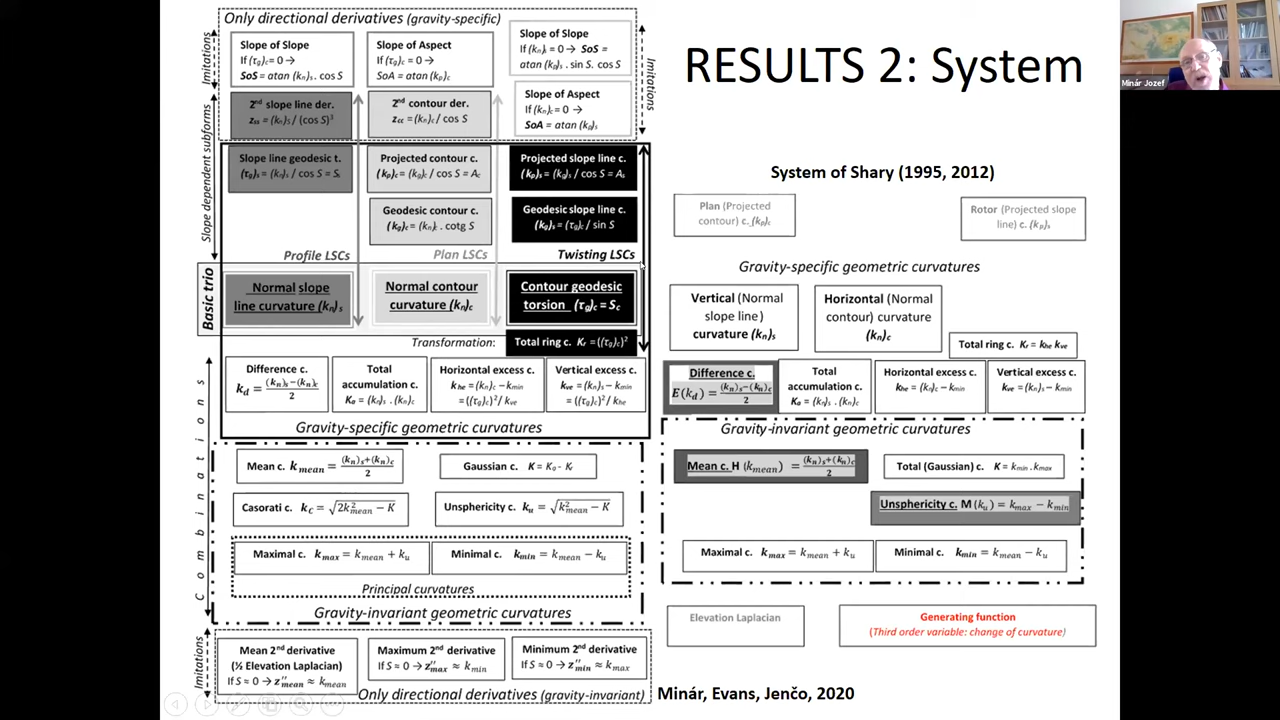 Only directional derivatives (gravity-specific)
Imitations
Slope of Slope
If (τg)c= 0 →
SoS = atan (kn)s . cos S
Slope of Aspect
If (τg)c = 0 →
SoA = atan (kp)c
Slope of Slope
If (kn)s = 0 → SoS =
atan (kg)s . sin S. cos S
Slope of Aspect
If (kn)c = 0 →
SoA = atan (kp)s
Imitations
2nd slope line der.
zss = (kn)s / (cos S)3
2nd contour der.
zcc = (kn)c / cos S
Slope dependent subforms
Slope line geodesic t.
(τg)s = (kn)s / cos S = Ss
Projected contour c.
(kp)c = (kg)c / cos S = Ac
Projected slope line c.
(kp)s = (kg)s / cos S = As
Geodesic contour c.
(kg)c = (kn)c . cotg S
Geodesic slope line c.
(kg)s = (τg)c / sin S
Profile LSCs
Plan LSCs
Twisting LSCs
Basic trio
Normal slope
line curvature (kn)s
Normal contour
curvature (kn)c
Contour geodesic
torsion (τg)c = Sc
Transformation:
Total ring c. Kr = ((τg)c)2
Combinations
Difference c.
kd = (kn)s−(kn)c / 2
Total
accumulation c.
Ka = (kn)s . (kn)c
Horizontal excess c.
khe = (kn)c − kmin
= ((τg)c)2 / kve
Vertical excess c.
kve = (kn)s − kmin
= ((τg)c)2 / khe
Gravity-specific geometric curvatures
Mean c. kmean = (kn)s+(kn)c / 2
Gaussian c. K = Ka - Kr
Casorati c. kC = √2k2mean − K
Unsphericity c. ku = √k2mean − K
Maximal c. kmax = kmean + ku
Minimal c. kmin = kmean − ku
Principal curvatures
Gravity-invariant geometric curvatures
Imitations
Mean 2nd derivative
(½ Elevation Laplacian)
If S ≈ 0 → z″mean ≈ kmean
Maximum 2nd derivative
If S ≈ 0 → z″max ≈ kmin
Minimum 2nd derivative
If S ≈ 0 → z″min ≈ kmax
Only directional derivatives (gravity-invariant)
RESULTS 2: System
Minár Jozef
System of Shary (1995, 2012)
Plan (Projected
contour) c. (kp)c
Rotor (Projected slope
line) c. (kp)s
Gravity-specific geometric curvatures
Vertical (Normal
slope line)
curvature (kn)s
Horizontal (Normal
contour) curvature
(kn)c
Total ring c. Kr = khe kve
Difference c.
E(kd) = (kn)s−(kn)c / 2
Total
accumulation c.
Ka = (kn)s . (kn)c
Horizontal excess c.
khe = (kn)c − kmin
Vertical excess c.
kve = (kn)s − kmin
Gravity-invariant geometric curvatures
Mean c. H (kmean) = (kn)s+(kn)c / 2
Total (Gaussian) c. K = kmin . kmax
Unsphericity c. M (ku) = kmax − kmin
Maximal c. kmax = kmean + ku
Minimal c. kmin = kmean − ku
Elevation Laplacian
Generating function
(Third order variable: change of curvature)
Minár, Evans, Jenčo, 2020